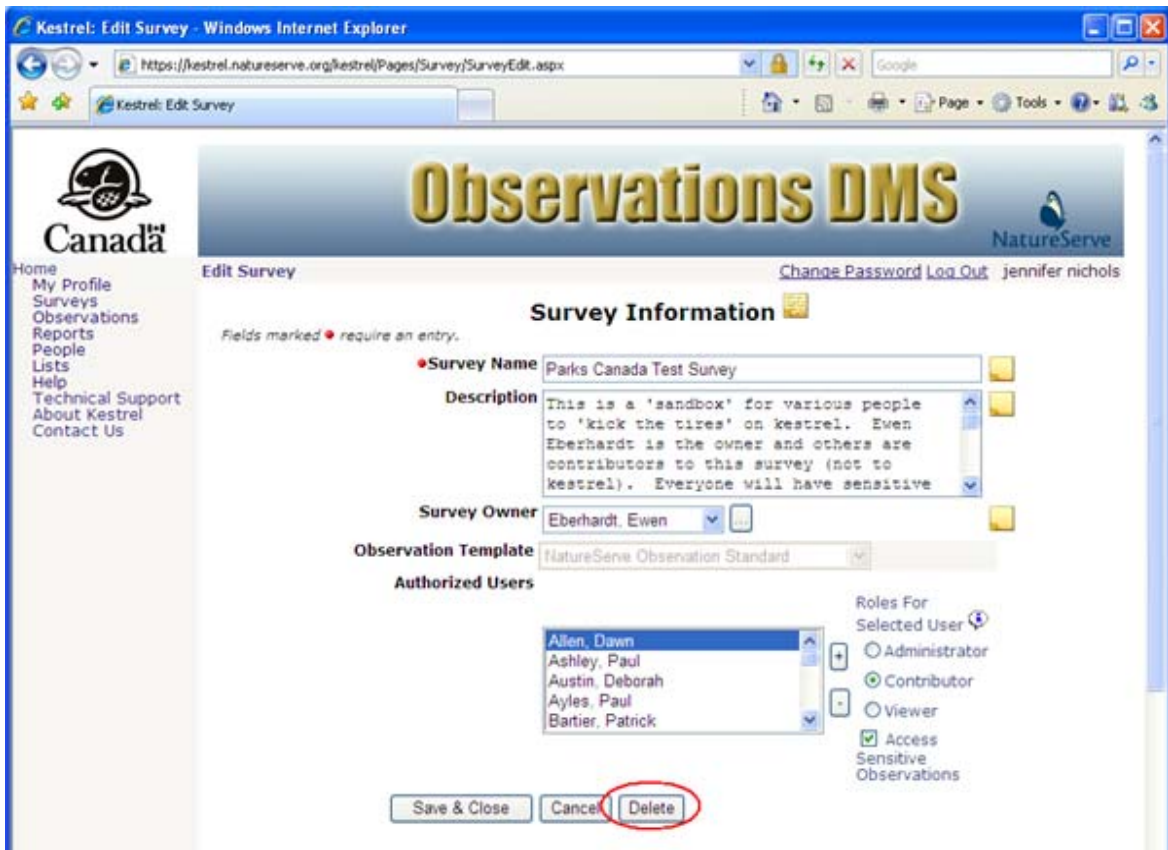 Kestrel: Edit Survey - Windows Internet Explorer
https://kestrel.natureserve.org/kestrel/Pages/Survey/SurveyEdit.aspx
Google
Kestrel: Edit Survey
Page
Tools
Canadä
Observations DMS
NatureServe
Home
My Profile
Surveys
Observations
Reports
People
Lists
Help
Technical Support
About Kestrel
Contact Us
Edit Survey
Change Password Log Out jennifer nichols
Survey Information
Fields marked ● require an entry.
●Survey Name Parks Canada Test Survey
Description
This is a 'sandbox' for various people
to 'kick the tires' on kestrel. Ewen
Eberhardt is the owner and others are
contributors to this survey (not to
kestrel). Everyone will have sensitive
Survey Owner Eberhardt, Ewen ...
Observation Template NatureServe Observation Standard
Authorized Users
Allen, Dawn
Ashley, Paul
Austin, Deborah
Ayles, Paul
Bartier, Patrick
+
-
Roles For
Selected User
Administrator
Contributor
Viewer
Access
Sensitive
Observations
Save & Close Cancel Delete